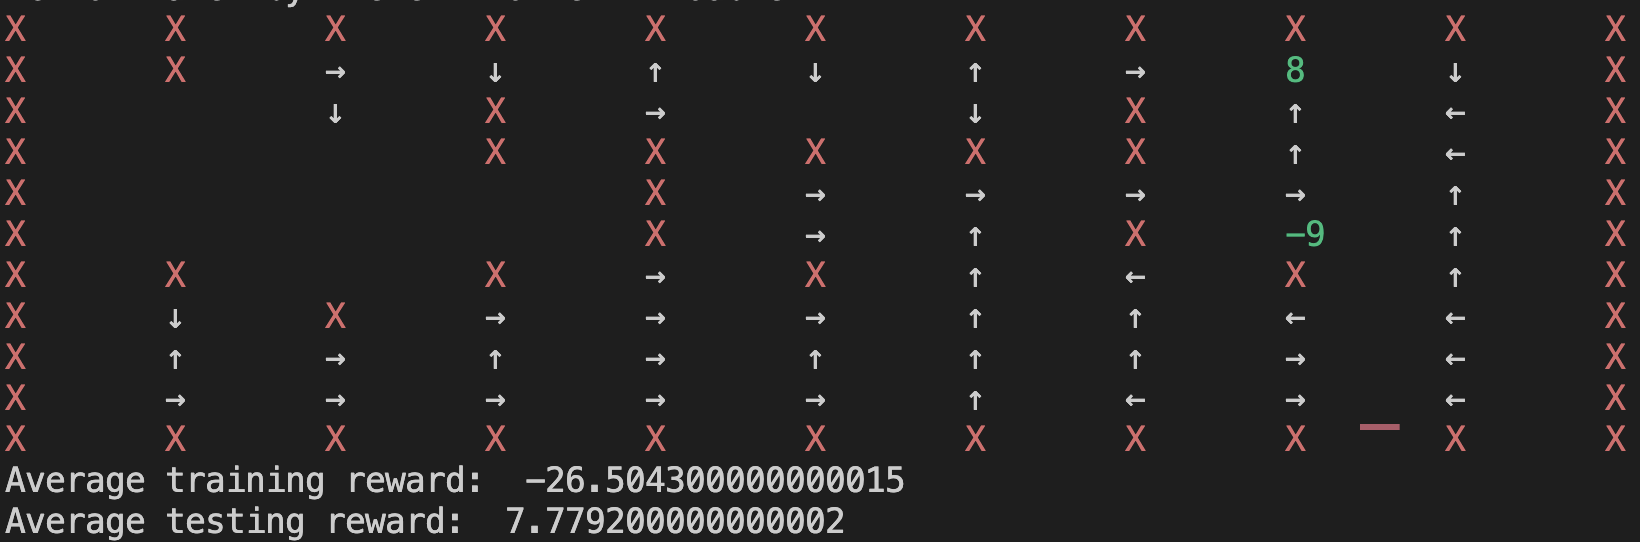 X X X X X X X X X X X
X X → ↓ ↑ ↓ ↑ → 8 ↓ X
X ↓ X → ↓ X ↑ ← X
X X X X X X ↑ ← X
X X → → → → ↑ X
X X → ↑ X -9 ↑ X
X X X → X ↑ ← X ↑ X
X ↓ X → → → ↑ ↑ ← ← X
X ↑ → ↑ → ↑ ↑ ↑ → ← X
X → → → → → ↑ ← → ← X
X X X X X X X X X X X
Average training reward: -26.504300000000015
Average testing reward: 7.779200000000002